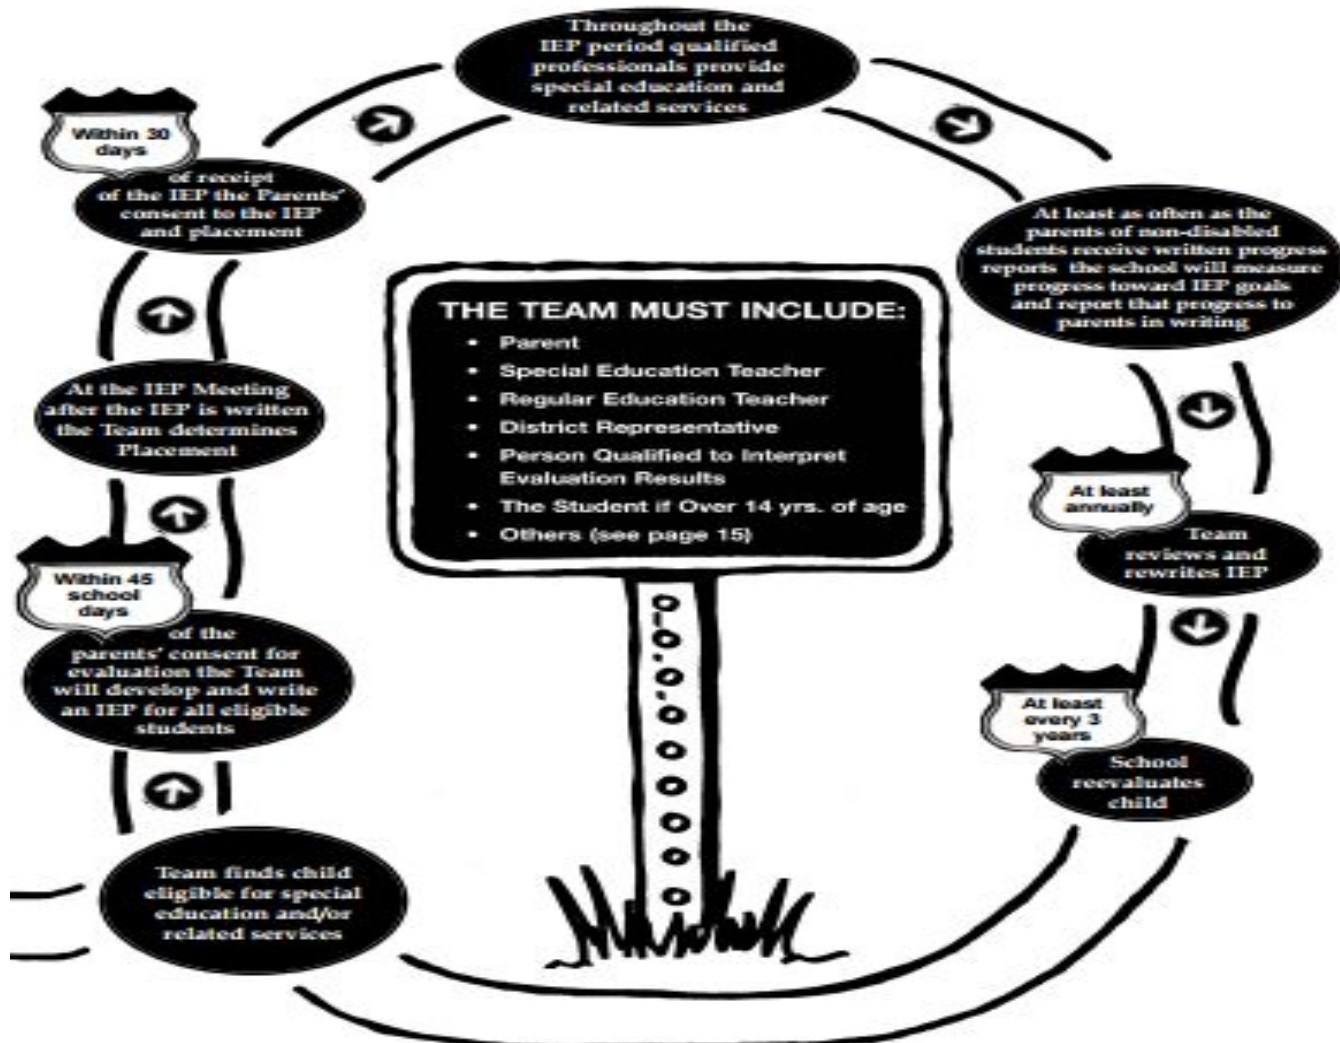 Throughout the
IEP period qualified
professionals provide
special education and
related services
Within 30
days
of receipt
of the IEP the Parents'
consent to the IEP
and placement
At least as often as the
parents of non-disabled
students receive written progress
reports the school will measure
progress toward IEP goals
and report that progress to
parents in writing
THE TEAM MUST INCLUDE:
• Parent
• Special Education Teacher
• Regular Education Teacher
• District Representative
• Person Qualified to Interpret
Evaluation Results
• The Student if Over 14 yrs. of age
• Others (see page 15)
At the IEP Meeting
after the IEP is written
the Team determines
Placement
At least
annually
Team
reviews and
rewrites IEP
Within 45
school
days
of the
parents' consent for
evaluation the Team
will develop and write
an IEP for all eligible
students
At least
every 3
years
School
reevaluates
child
Team finds child
eligible for special
education and/or
related services